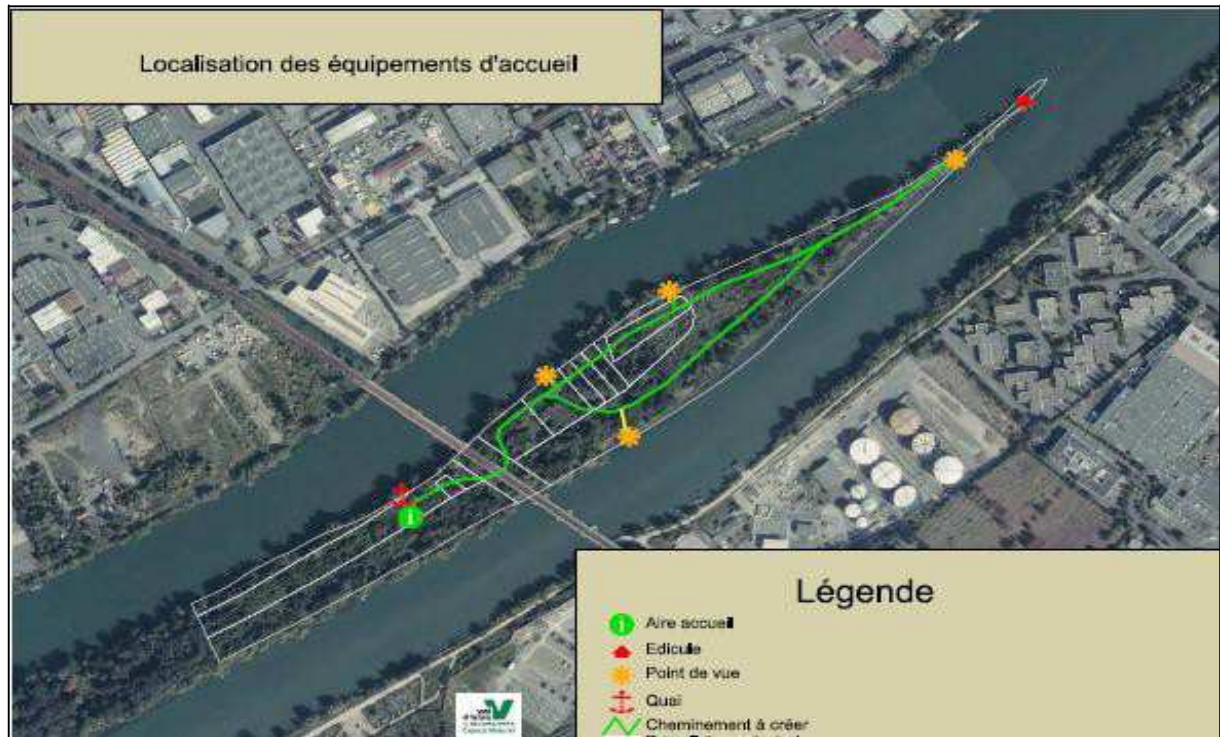 Localisation des équipements d'accueil
Légende
Aire accueil
Edicule
Point de vue
Quai
Cheminement à créer